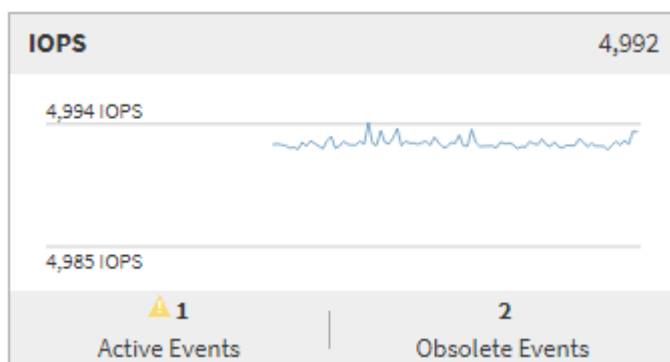 IOPS 4,992
4,994 IOPS
4,985 IOPS
1 2
Active Events Obsolete Events